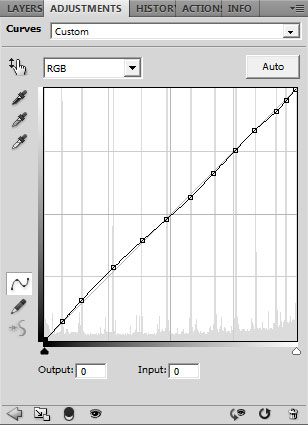 LAYERS ADJUSTMENTS HISTOR ACTION INFO
Curves Custom
RGB Auto
Output: 0 Input: 0